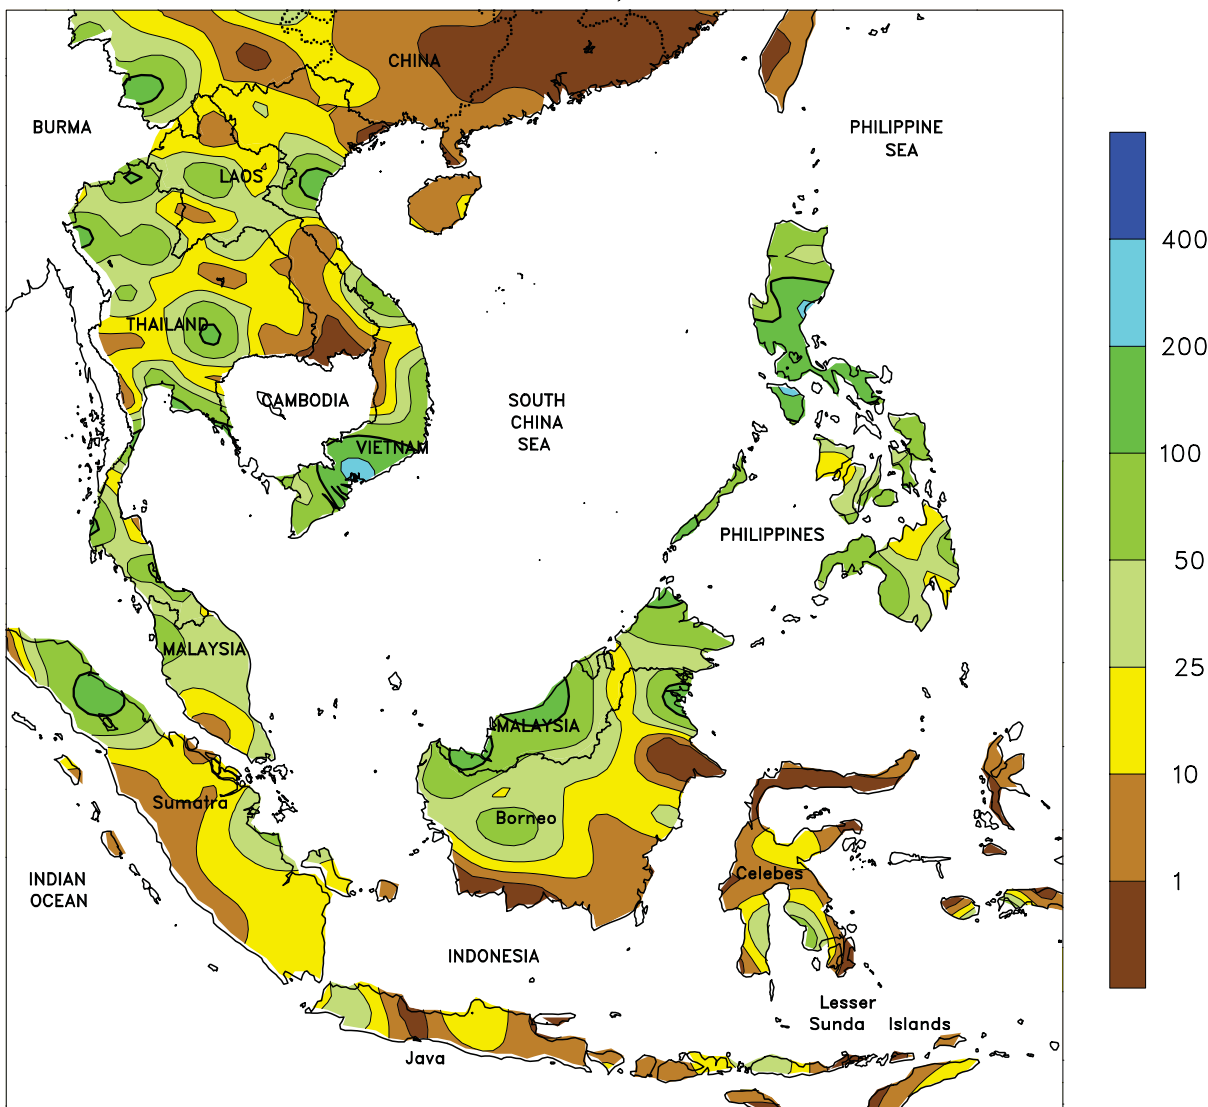 CHINA
BURMA
PHILIPPINE
SEA
LAOS
400
THAILAND
200
CAMBODIA
SOUTH
CHINA
SEA
VIETNAM
100
PHILIPPINES
50
MALAYSIA
25
MALAYSIA
10
Sumatra
Borneo
Celebes
1
INDIAN
OCEAN
INDONESIA
Lesser
Sunda Islands
Java